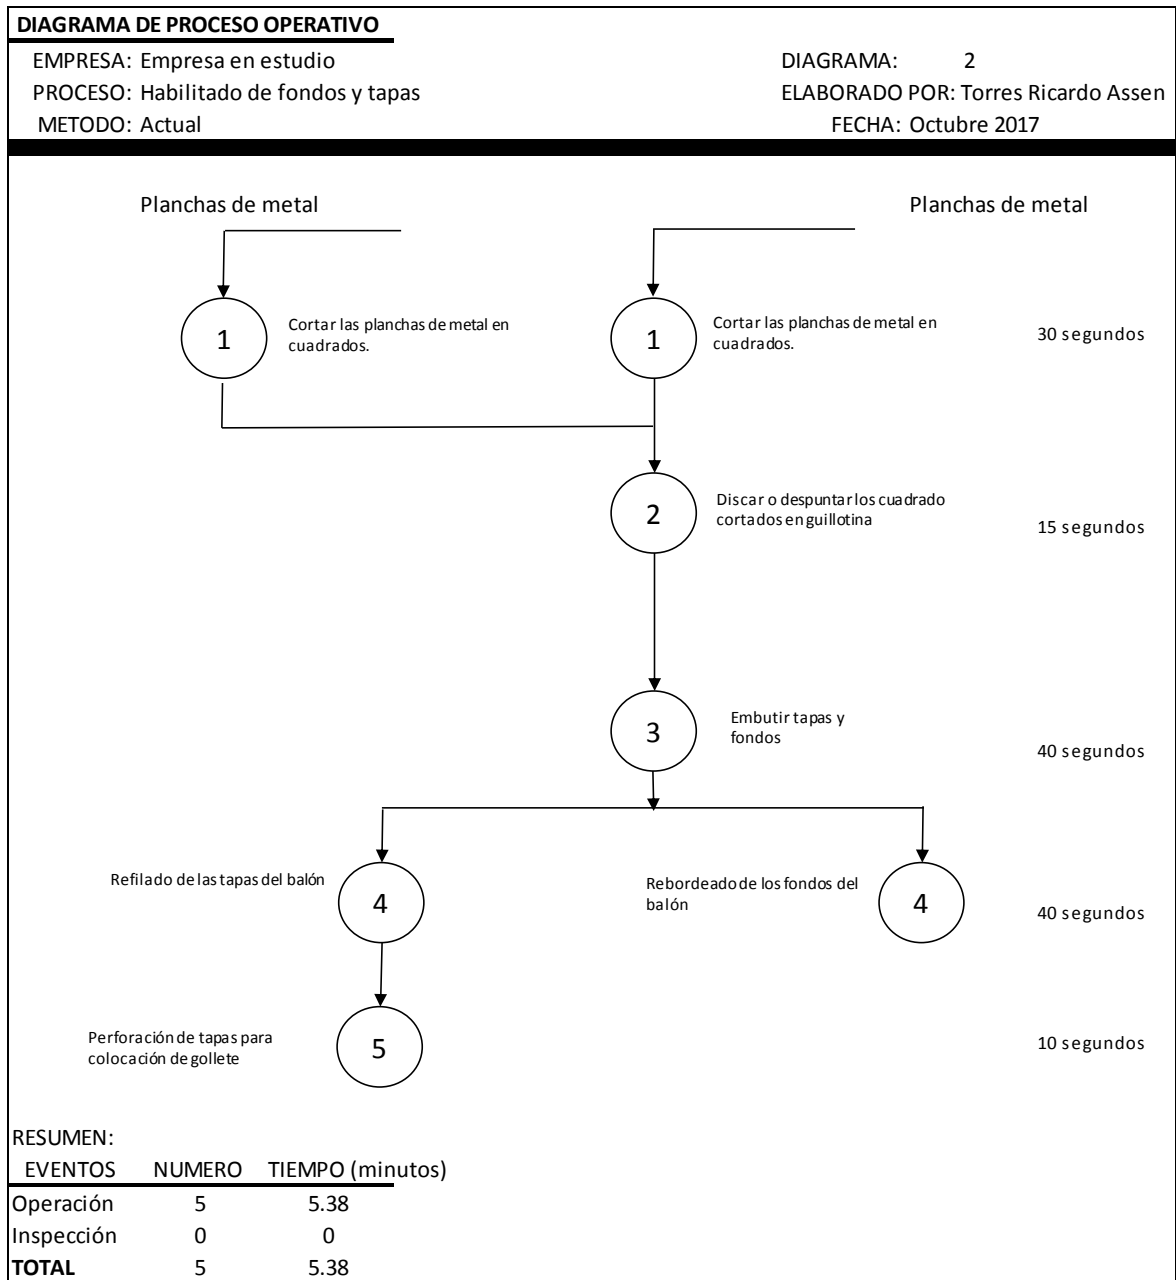 DIAGRAMA DE PROCESO OPERATIVO
EMPRESA: Empresa en estudio
DIAGRAMA: 2
PROCESO: Habilitado de fondos y tapas
ELABORADO POR: Torres Ricardo Assen
METODO: Actual
FECHA: Octubre 2017
Planchas de metal
Planchas de metal
1
Cortar las planchas de metal en
cuadrados.
1
Cortar las planchas de metal en
cuadrados.
30 segundos
2
Discar o despuntar los cuadrado
cortados en guillotina
15 segundos
3
Embutir tapas y
fondos
40 segundos
Refilado de las tapas del balón
4
Rebordeado de los fondos del
balón
4
40 segundos
Perforación de tapas para
colocación de gollete
5
10 segundos
RESUMEN:
EVENTOS NUMERO TIEMPO (minutos)
Operación 5 5.38
Inspección 0 0
TOTAL 5 5.38